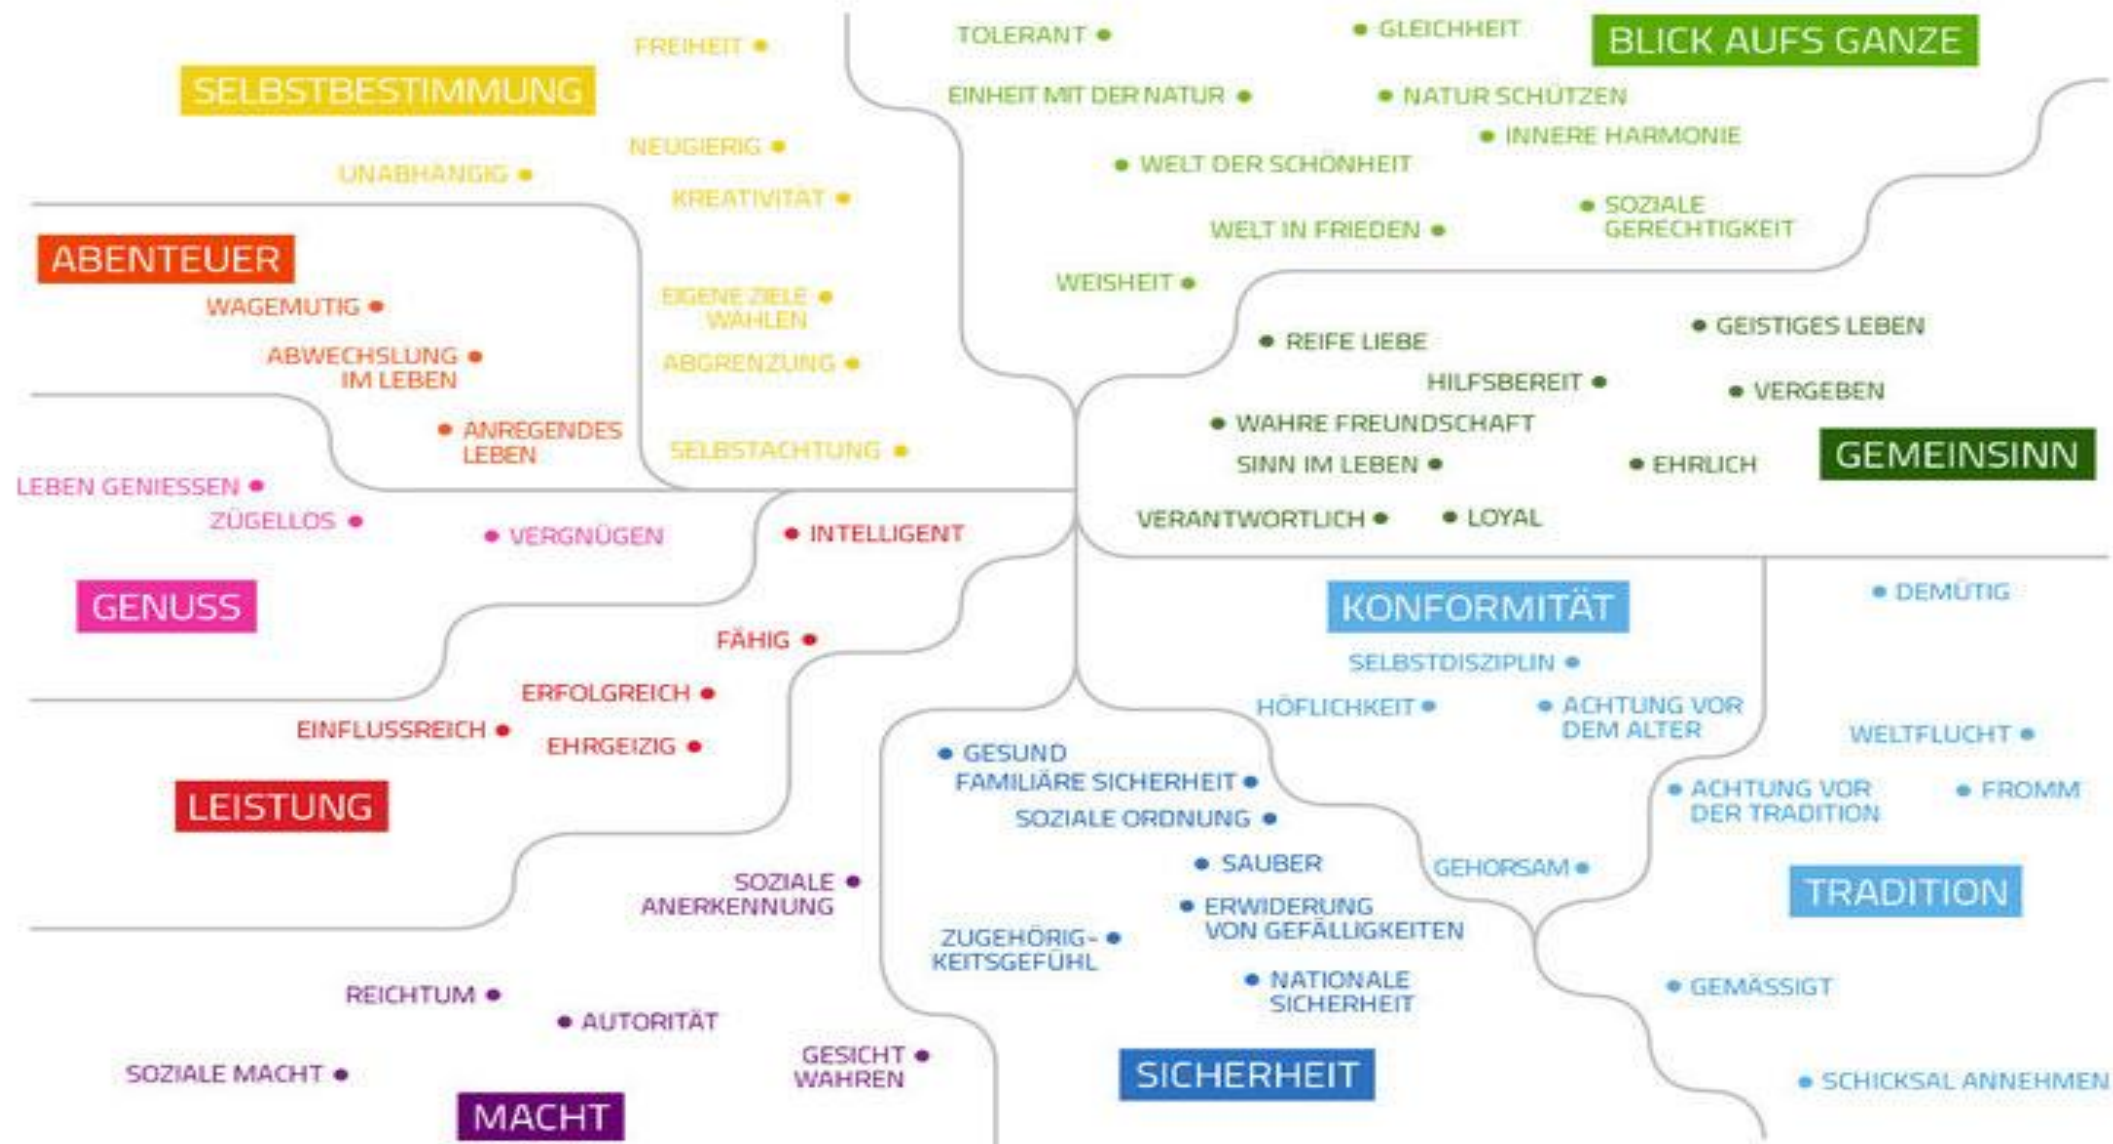 SELBSTBESTIMMUNG
FREIHEIT
NEUGIERIG
UNABHÄNGIG
KREATIVITÄT
EIGENE ZIELE
WÄHLEN
ABGRENZUNG
SELBSTACHTUNG
TOLERANT
GLEICHHEIT
BLICK AUFS GANZE
EINHEIT MIT DER NATUR
NATUR SCHÜTZEN
INNERE HARMONIE
WELT DER SCHÖNHEIT
SOZIALE
GERECHTIGKEIT
WELT IN FRIEDEN
WEISHEIT
ABENTEUER
WAGEMUTIG
ABWECHSLUNG
IM LEBEN
ANREGENDES
LEBEN
REIFE LIEBE
GEISTIGES LEBEN
HILFSBEREIT
VERGEBEN
WAHRE FREUNDSCHAFT
SINN IM LEBEN
EHRLICH
GEMEINSINN
VERANTWORTLICH
LOYAL
LEBEN GENIESSEN
ZÜGELLOS
VERGNÜGEN
GENUSS
INTELLIGENT
FÄHIG
ERFOLGREICH
EINFLUSSREICH
EHRGEIZIG
LEISTUNG
KONFORMITÄT
SELBSTDISZIPLIN
HÖFLICHKEIT
ACHTUNG VOR
DEM ALTER
GEHORSAM
DEMÜTIG
WELTFLUCHT
ACHTUNG VOR
DER TRADITION
FROMM
TRADITION
GEMÄSSIGT
SCHICKSAL ANNEHMEN
GESUND
FAMILIÄRE SICHERHEIT
SOZIALE ORDNUNG
SAUBER
ERWIDERUNG
VON GEFÄLLIGKEITEN
ZUGEHÖRIG-
KEITSGEFÜHL
NATIONALE
SICHERHEIT
SICHERHEIT
SOZIALE
ANERKENNUNG
REICHTUM
AUTORITÄT
GESICHT
WAHREN
SOZIALE MACHT
MACHT